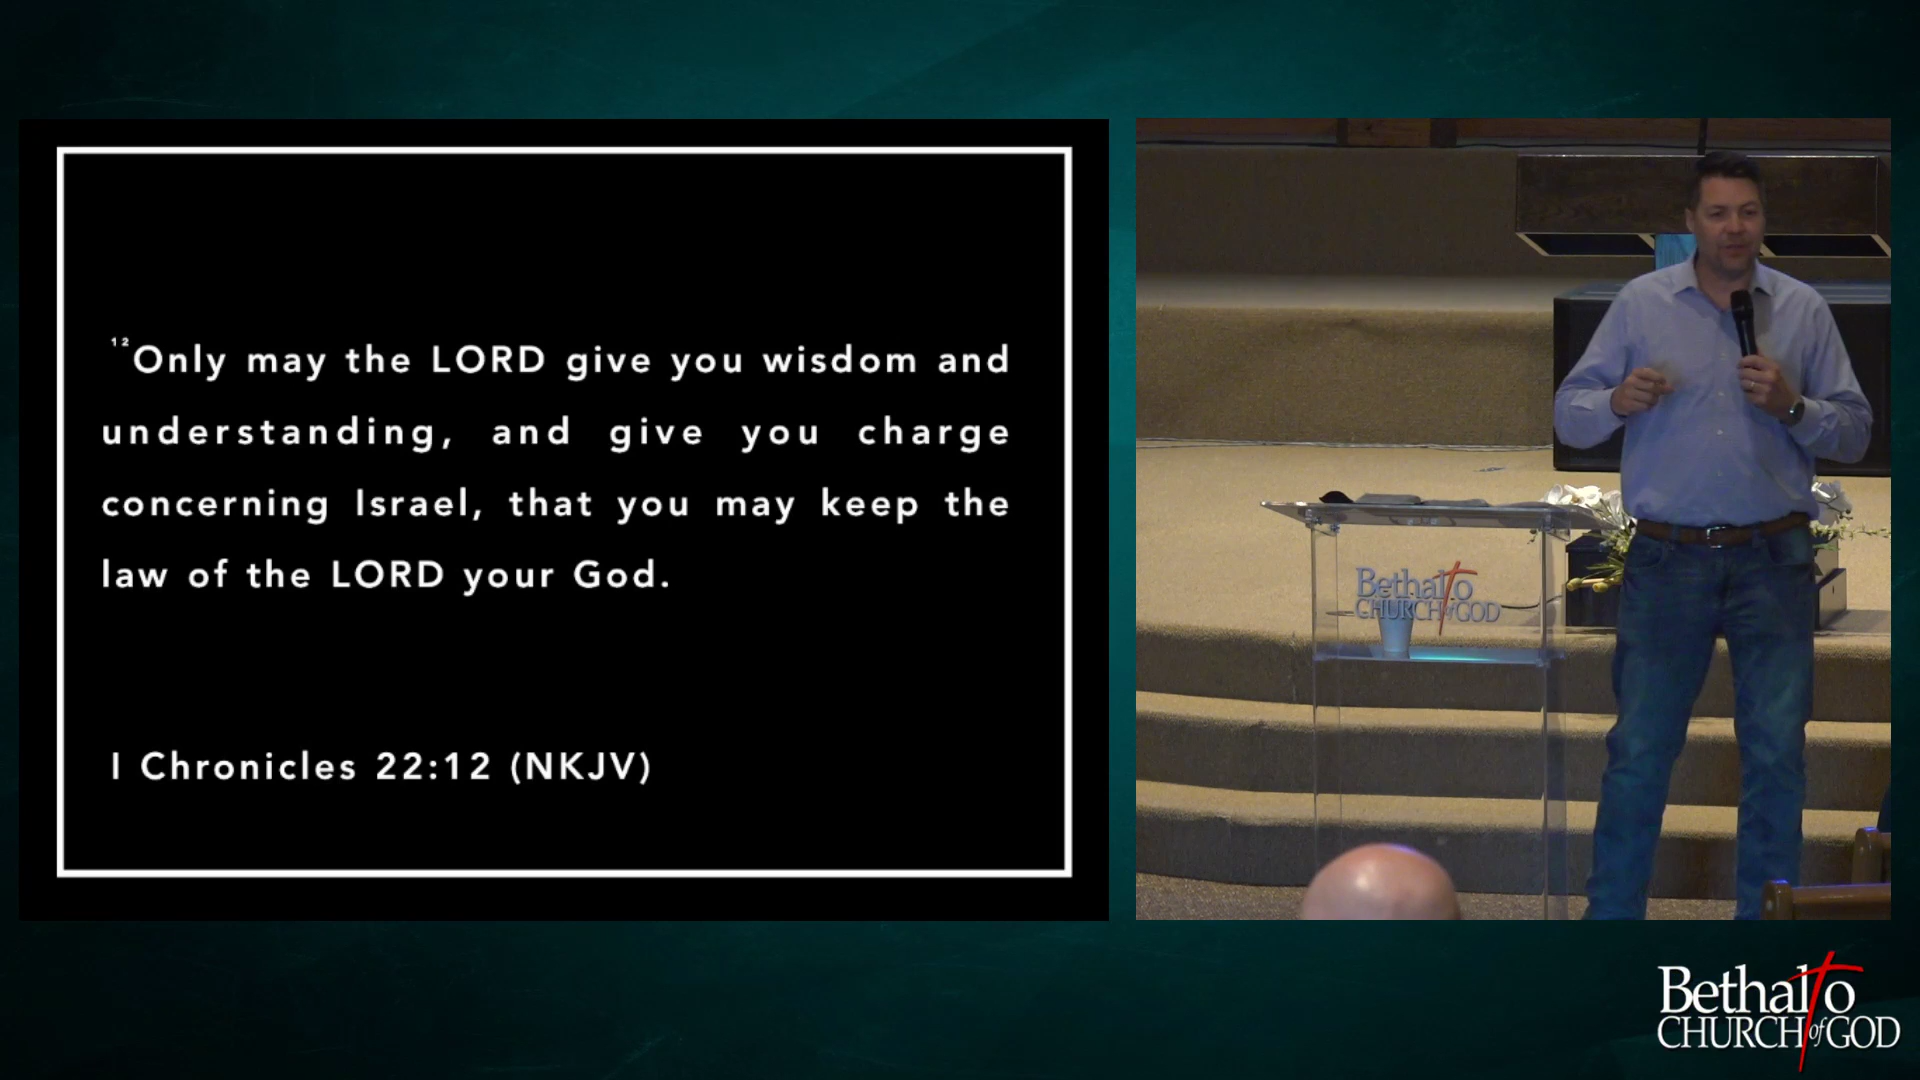 ¹²Only may the LORD give you wisdom and
understanding, and give you charge
concerning Israel, that you may keep the
law of the LORD your God.
I Chronicles 22:12 (NKJV)
Bethalto
CHURCH of GOD
Bethalto
CHURCH of GOD